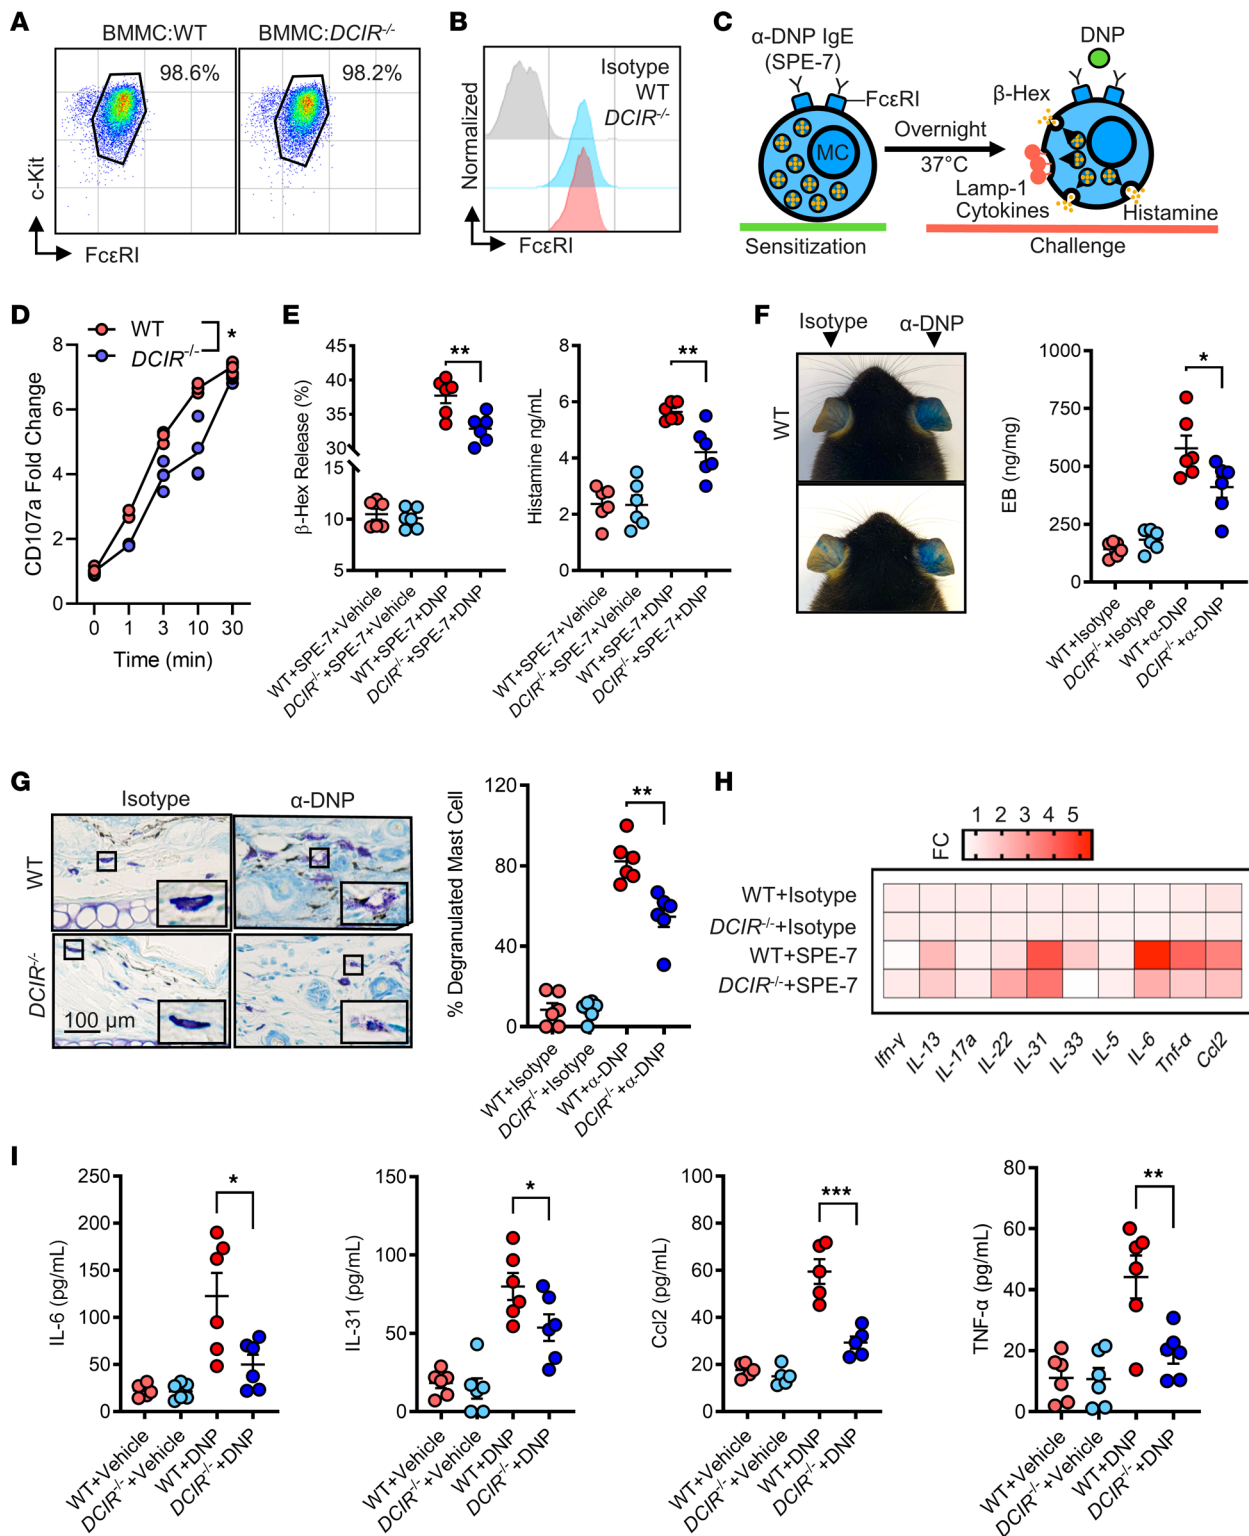 A
BMMC:WT
BMMC:DCIR-/-
98.6%
98.2%
c-Kit
FcεRI
B
Isotype
WT
DCIR-/-
Normalized
FcεRI
C
α-DNP IgE
(SPE-7)
FcεRI
MC
Overnight
37°C
Sensitization
DNP
β-Hex
Lamp-1
Cytokines
Histamine
Challenge
D
WT
DCIR-/-
*
CD107a Fold Change
8
6
4
2
0
0 1 3 10 30
Time (min)
E
β-Hex Release (%)
45
40
35
30
15
10
5
**
WT+SPE-7+Vehicle
DCIR-/-+SPE-7+Vehicle
WT+SPE-7+DNP
DCIR-/-+SPE-7+DNP
Histamine ng/mL
8
6
4
2
0
**
WT+SPE-7+Vehicle
DCIR-/-+SPE-7+Vehicle
WT+SPE-7+DNP
DCIR-/-+SPE-7+DNP
F
Isotype
α-DNP
WT
EB (ng/mg)
1000
750
500
250
0
*
WT+Isotype
DCIR-/-+Isotype
WT+α-DNP
DCIR-/-+α-DNP
G
Isotype
α-DNP
WT
DCIR-/-
100 μm
% Degranulated Mast Cell
120
80
40
0
**
WT+Isotype
DCIR-/-+Isotype
WT+α-DNP
DCIR-/-+α-DNP
H
FC
1 2 3 4 5
WT+Isotype
DCIR-/-+Isotype
WT+SPE-7
DCIR-/-+SPE-7
Ifn-γ
IL-13
IL-17a
IL-22
IL-31
IL-33
IL-5
IL-6
Tnf-α
Ccl2
I
IL-6 (pg/mL)
250
200
150
100
50
0
*
WT+Vehicle
DCIR-/-+Vehicle
WT+DNP
DCIR-/-+DNP
IL-31 (pg/mL)
150
100
50
0
*
WT+Vehicle
DCIR-/-+Vehicle
WT+DNP
DCIR-/-+DNP
Ccl2 (pg/mL)
100
80
60
40
20
0
***
WT+Vehicle
DCIR-/-+Vehicle
WT+DNP
DCIR-/-+DNP
TNF-α (pg/mL)
80
60
40
20
0
**
WT+Vehicle
DCIR-/-+Vehicle
WT+DNP
DCIR-/-+DNP